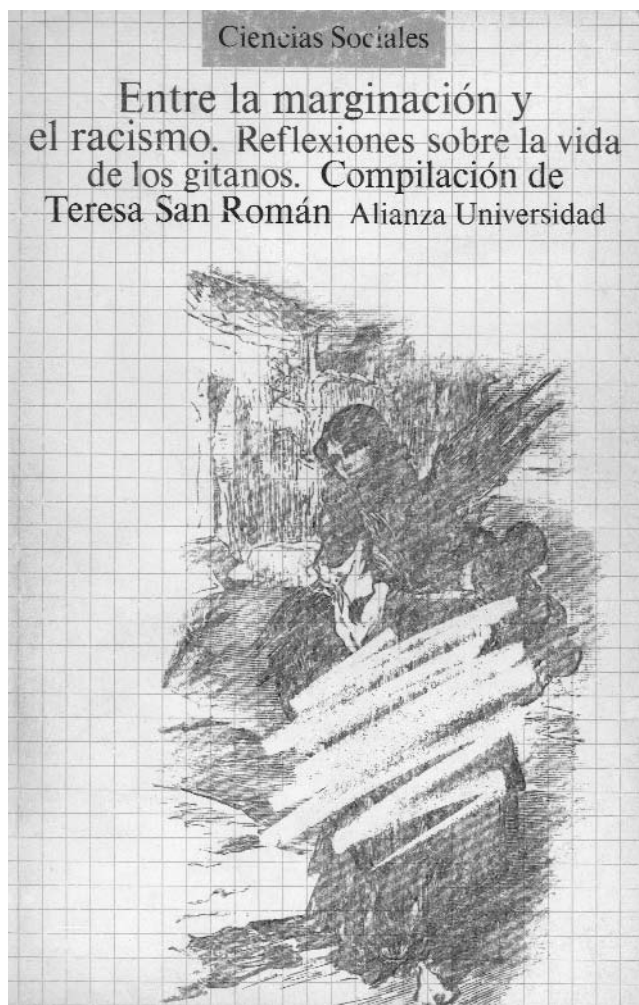 Ciencias Sociales
Entre la marginación y
el racismo. Reflexiones sobre la vida
de los gitanos. Compilación de
Teresa San Román Alianza Universidad